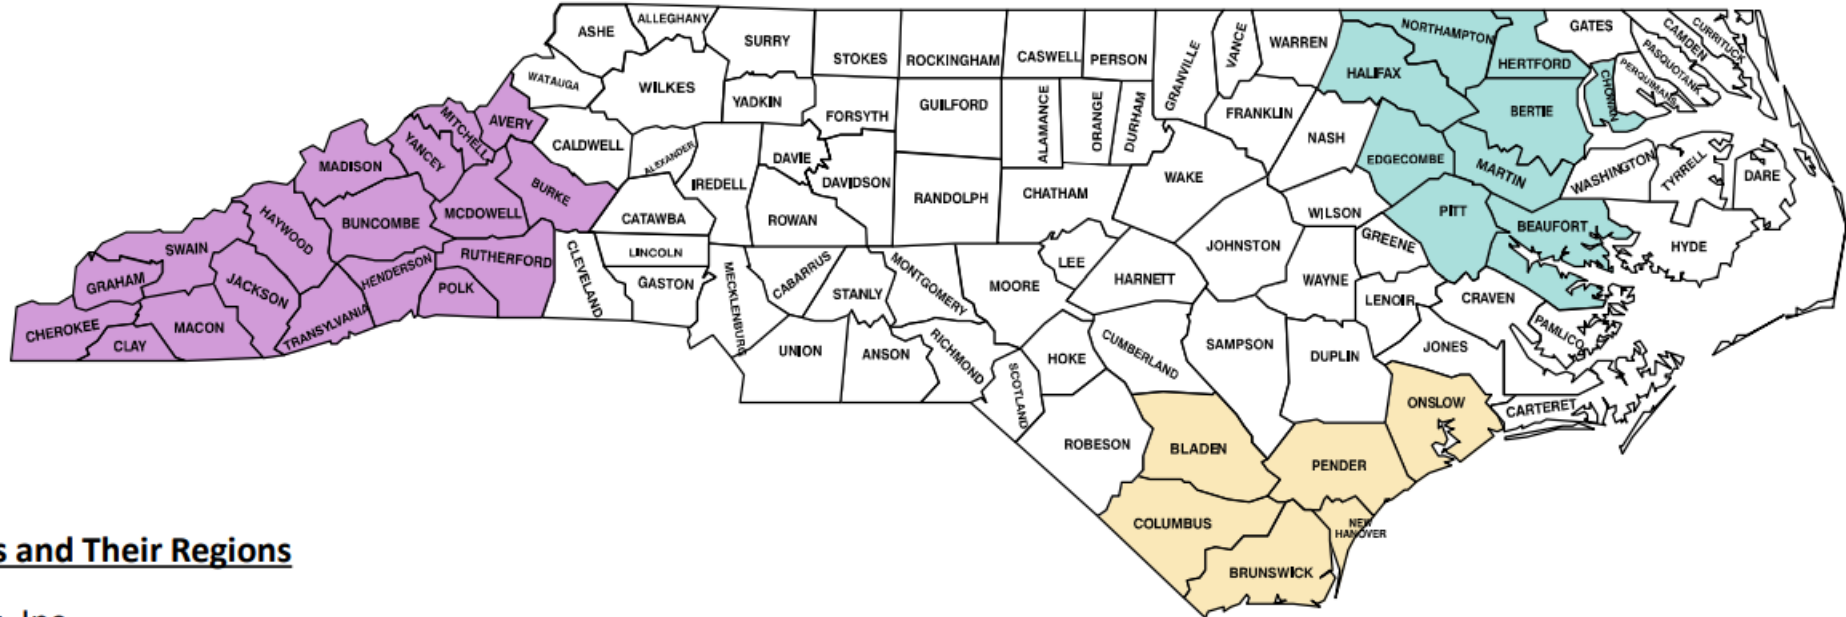 ASHE
ALLEGHANY
SURRY
STOKES
ROCKINGHAM
CASWELL
PERSON
GRANVILLE
VANCE
WARREN
NORTHAMPTON
GATES
CAMDEN
CURRITUCK
PASQUOTANK
PERQUIMANS
CHOWAN
HERTFORD
HALIFAX
BERTIE
WATAUGA
WILKES
YADKIN
FORSYTH
GUILFORD
ALAMANCE
ORANGE
DURHAM
FRANKLIN
NASH
EDGECOMBE
MARTIN
WASHINGTON
TYRRELL
DARE
AVERY
MITCHELL
YANCEY
MADISON
CALDWELL
ALEXANDER
IREDELL
DAVIE
DAVIDSON
RANDOLPH
CHATHAM
WAKE
WILSON
PITT
BEAUFORT
HYDE
BURKE
MCDOWELL
BUNCOMBE
HAYWOOD
SWAIN
GRAHAM
JACKSON
CATAWBA
ROWAN
LINCOLN
GASTON
CLEVELAND
RUTHERFORD
POLK
HENDERSON
TRANSYLVANIA
MACON
CLAY
CHEROKEE
MECKLENBURG
CABARRUS
STANLY
MONTGOMERY
MOORE
LEE
HARNETT
JOHNSTON
WAYNE
GREENE
LENOIR
CRAVEN
PAMLICO
JONES
UNION
ANSON
RICHMOND
SCOTLAND
HOKE
CUMBERLAND
SAMPSON
DUPLIN
ONSLOW
CARTERET
ROBESON
BLADEN
PENDER
COLUMBUS
NEW
HANOVER
BRUNSWICK
s and Their Regions